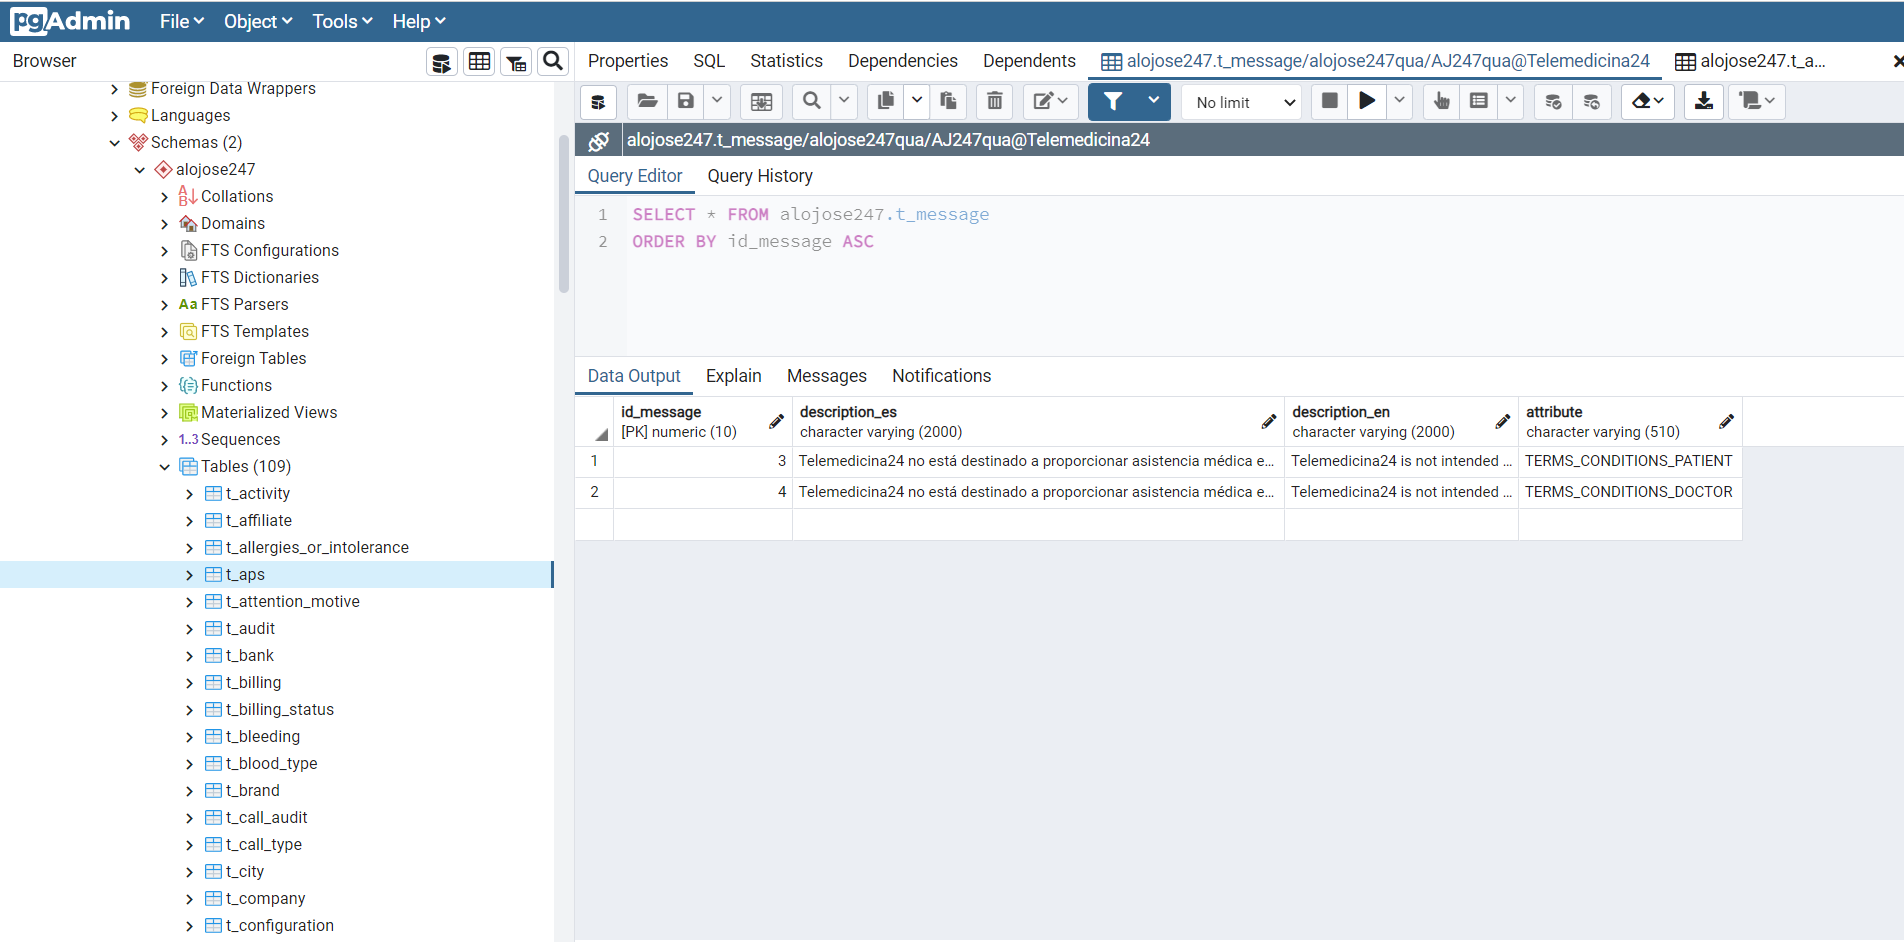 pgAdmin File Object Tools Help
Browser
Properties SQL Statistics Dependencies Dependents alojose247.t_message/alojose247qua/AJ247qua@Telemedicina24 alojose247.t_a...
No limit
alojose247.t_message/alojose247qua/AJ247qua@Telemedicina24
Query Editor Query History
1 SELECT * FROM alojose247.t_message
2 ORDER BY id_message ASC
Data Output Explain Messages Notifications
id_message description_es description_en attribute
[PK] numeric (10) character varying (2000) character varying (2000) character varying (510)
1 3 Telemedicina24 no está destinado a proporcionar asistencia médica e... Telemedicina24 is not intended ... TERMS_CONDITIONS_PATIENT
2 4 Telemedicina24 no está destinado a proporcionar asistencia médica e... Telemedicina24 is not intended ... TERMS_CONDITIONS_DOCTOR
Foreign Data Wrappers
Languages
Schemas (2)
alojose247
Collations
Domains
FTS Configurations
FTS Dictionaries
Aa FTS Parsers
FTS Templates
Foreign Tables
Functions
Materialized Views
1..3 Sequences
Tables (109)
t_activity
t_affiliate
t_allergies_or_intolerance
t_aps
t_attention_motive
t_audit
t_bank
t_billing
t_billing_status
t_bleeding
t_blood_type
t_brand
t_call_audit
t_call_type
t_city
t_company
t_configuration